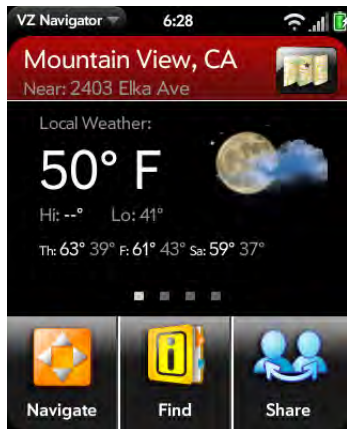 VZ Navigator 6:28
Mountain View, CA
Near: 2403 Elka Ave
Local Weather:
50° F
Hi: --° Lo: 41°
Th: 63° 39° F: 61° 43° Sa: 59° 37°
Navigate Find Share